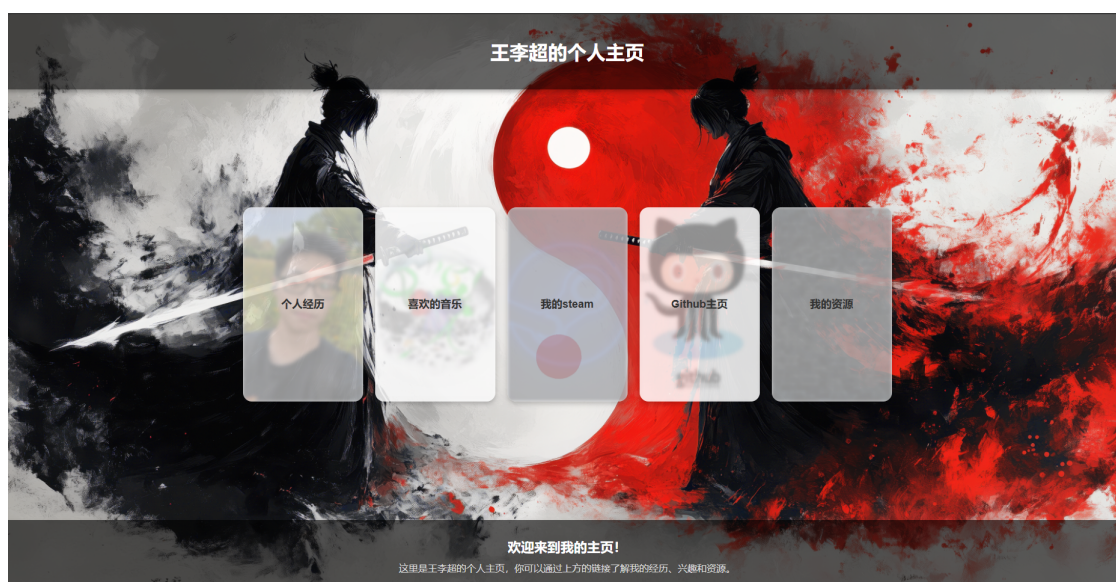 王李超的个人主页
个人经历
喜欢的音乐
我的steam
Github主页
我的资源
github
欢迎来到我的主页！
这里是王李超的个人主页，你可以通过上方的链接了解我的经历、兴趣和资源。